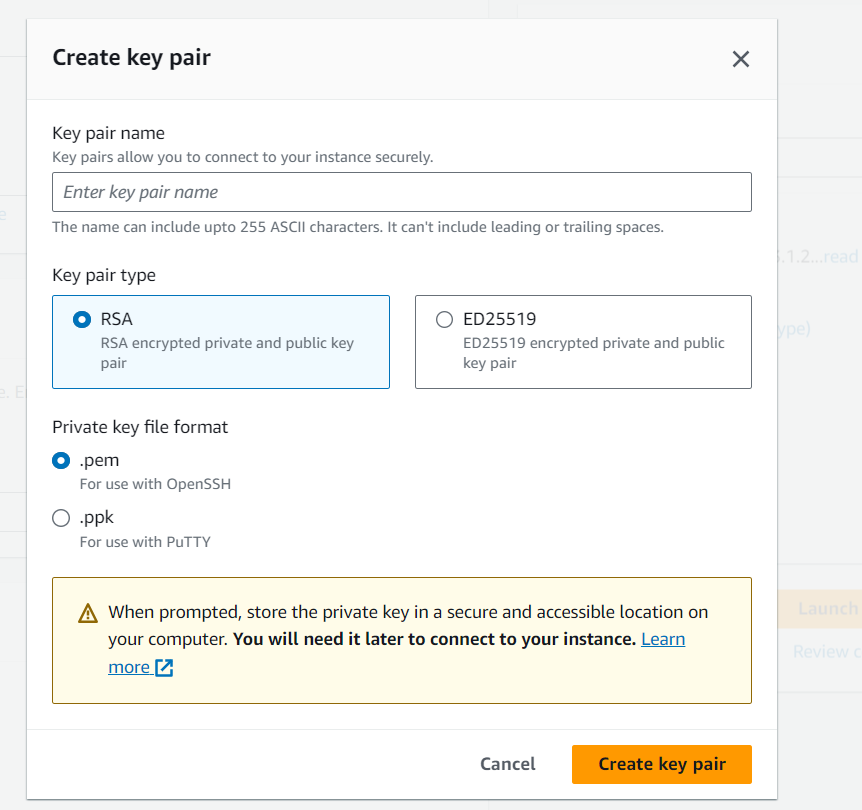 Create key pair
Key pair name
Key pairs allow you to connect to your instance securely.
Enter key pair name
The name can include upto 255 ASCII characters. It can't include leading or trailing spaces.
Key pair type
RSA
RSA encrypted private and public key
pair
ED25519
ED25519 encrypted private and public
key pair
Private key file format
.pem
For use with OpenSSH
.ppk
For use with PuTTY
When prompted, store the private key in a secure and accessible location on
your computer. You will need it later to connect to your instance. Learn
more
Cancel
Create key pair
...read
Launch
Review